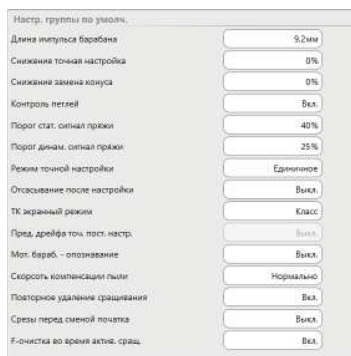 Настр. группы по умолч.
Длина импульса барабана 9.2мм
Снижение точная настройка 0%
Снижение замена конуса 0%
Контроль петлей Вкл.
Порог стат. сигнал пряжи 40%
Порог динам. сигнал пряжи 25%
Режим точной настройки Единичное
Отсасывание после настройки Выкл.
ТК экранный режим Класс
Пред. дрейфа точ. пост. настр. Выкл.
Мот. бараб. - опознавание Выкл.
Скорость компенсации пыли Нормально
Повторное удаление сращивания Вкл.
Срезы перед сменой початка Вкл.
F-очистка во время актив. сращ. Вкл.